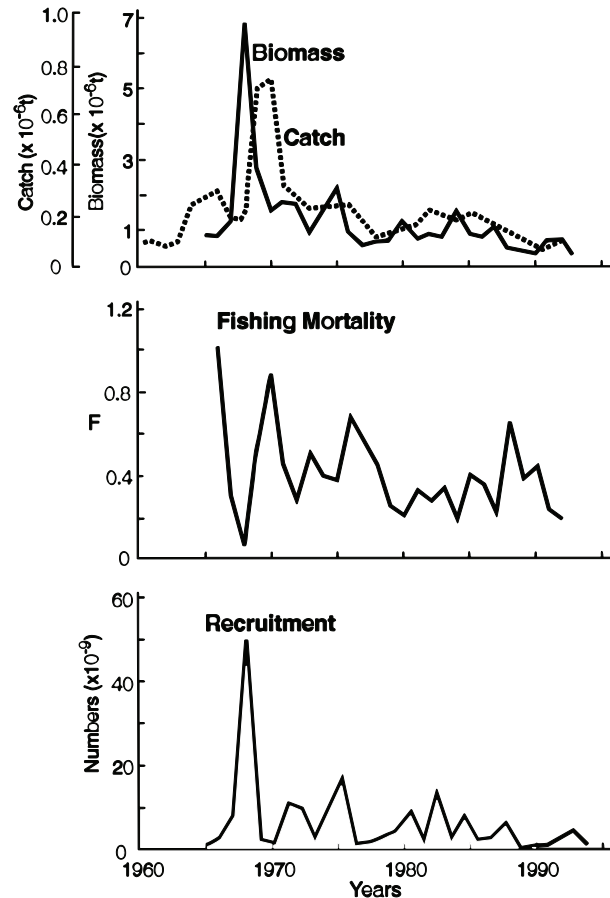 Catch (x 10⁻⁶t)
1.0
0.8
0.6
0.4
0.2
0
Biomass(x 10⁻⁶t)
7
5
3
1
0
Biomass
Catch
1.2
0.8
0.4
0
F
Fishing Mortality
60
40
20
0
Numbers (x10⁻⁹)
Recruitment
1960 1970 1980 1990
Years